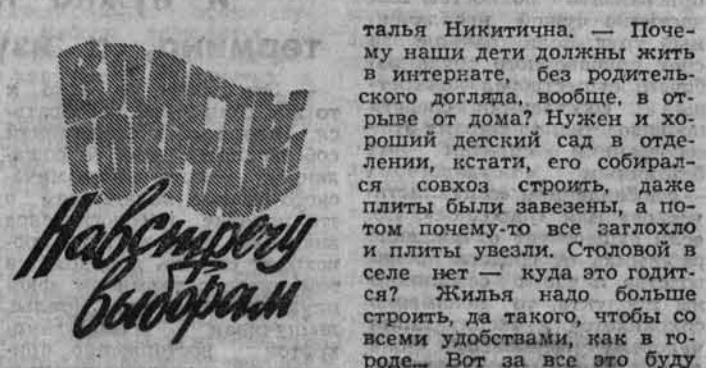 ВЛАСТЬ
СОВЕТАМ!
Навстречу
выборам
талья Никитична. — Поче-
му наши дети должны жить
в интернате, без родитель-
ского догляда, вообще, в от-
рыве от дома? Нужен и хо-
роший детский сад в отде-
лении, кстати, его собирал-
ся совхоз строить, даже
плиты были завезены, а по-
том почему-то все заглохло
и плиты увезли. Столовой в
селе нет — куда это годит-
ся? Жилья надо больше
строить, да такого, чтобы со
всеми удобствами, как в го-
роде... Вот за все это буду